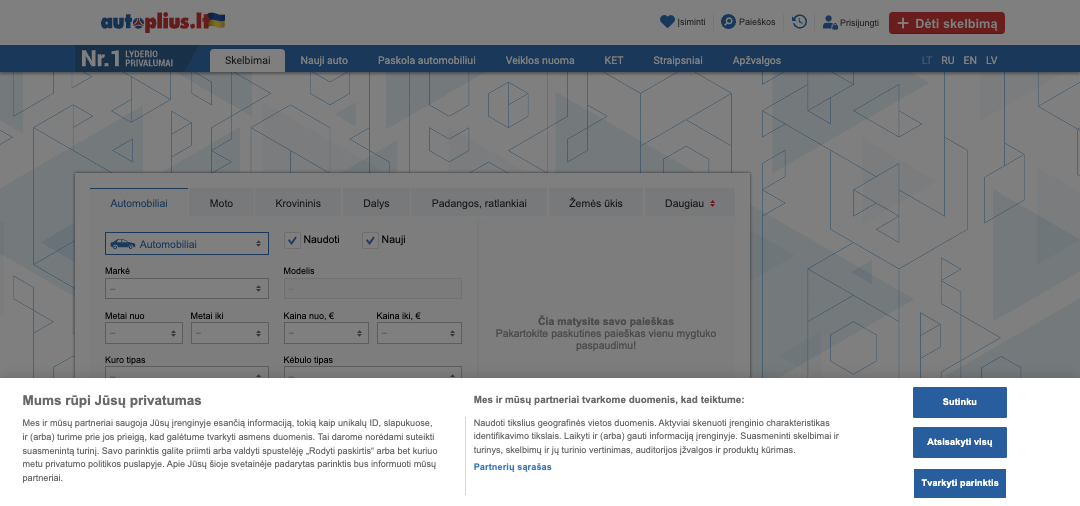 autoplius.lt
Įsiminti
Paieškos
Prisijungti
+ Dėti skelbimą
Nr.1 LYDERIO
PRIVALUMAI
Skelbimai Nauji auto Paskola automobiliui Veiklos nuoma KET Straipsniai Apžvalgos LT RU EN LV
Automobiliai Moto Krovininis Dalys Padangos, ratlankiai Žemės ūkis Daugiau
Automobiliai
Naudoti
Nauji
Markė
Modelis
–
–
Metai nuo
Metai iki
Kaina nuo, €
Kaina iki, €
–
–
–
–
Čia matysite savo paieškas
Pakartokite paskutines paieškas vienu mygtuko
paspaudimu!
Kuro tipas
Kėbulo tipas
–
–
Mums rūpi Jūsų privatumas
Mes ir mūsų partneriai saugoja Jūsų įrenginyje esančią informaciją, tokią kaip unikalų ID, slapukuose,
ir (arba) turime prie jos prieigą, kad galėtume tvarkyti asmens duomenis. Tai darome norėdami suteikti
suasmenintą turinį. Savo parinktis galite priimti arba valdyti spustelėję „Rodyti paskirtis“ arba bet kuriuo
metu privatumo politikos puslapyje. Apie Jūsų šioje svetainėje padarytas parinktis bus informuoti mūsų
partneriai.
Mes ir mūsų partneriai tvarkome duomenis, kad teiktume:
Naudoti tikslius geografinės vietos duomenis. Aktyviai skenuoti įrenginio charakteristikas
identifikavimo tikslais. Laikyti ir (arba) gauti informaciją įrenginyje. Suasmeninti skelbimai ir
turinys, skelbimų ir jų turinio vertinimas, auditorijos įžvalgos ir produktų kūrimas.
Partnerių sąrašas
Sutinku
Atsisakyti visų
Tvarkyti parinktis